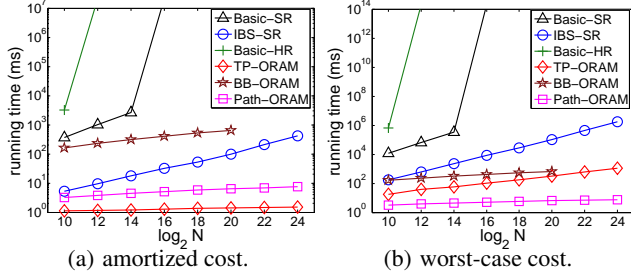 running time (ms)
10^7
10^6
10^5
10^4
10^3
10^2
10^1
10^0
Basic-SR
IBS-SR
Basic-HR
TP-ORAM
BB-ORAM
Path-ORAM
10 12 14 16 18 20 22 24
log_2 N
(a) amortized cost.
running time (ms)
10^14
10^12
10^10
10^8
10^6
10^4
10^2
10^0
Basic-SR
IBS-SR
Basic-HR
TP-ORAM
BB-ORAM
Path-ORAM
10 12 14 16 18 20 22 24
log_2 N
(b) worst-case cost.